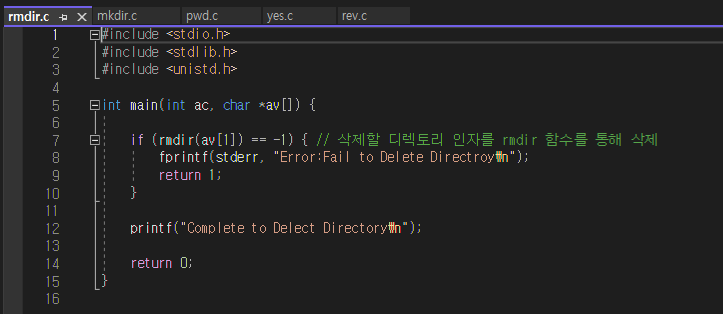 rmdir.c mkdir.c pwd.c yes.c rev.c
1 #include <stdio.h>
2 #include <stdlib.h>
3 #include <unistd.h>
4
5 int main(int ac, char *av[]) {
6
7 if (rmdir(av[1]) == -1) { // 삭제할 디렉토리 인자를 rmdir 함수를 통해 삭제
8 fprintf(stderr, "Error:Fail to Delete Directroy₩n");
9 return 1;
10 }
11
12 printf("Complete to Delect Directory₩n");
13
14 return 0;
15 }
16